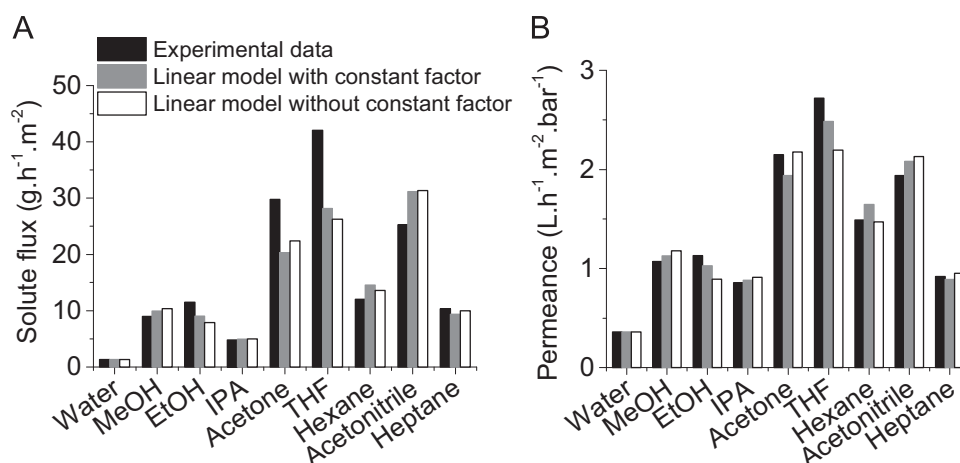 A
Experimental data
Linear model with constant factor
Linear model without constant factor
Solute flux (g.h⁻¹.m⁻²)
50
40
30
20
10
0
Water
MeOH
EtOH
IPA
Acetone
THF
Hexane
Acetonitrile
Heptane
B
Permeance (L.h⁻¹.m⁻².bar⁻¹)
3
2
1
0
Water
MeOH
EtOH
IPA
Acetone
THF
Hexane
Acetonitrile
Heptane